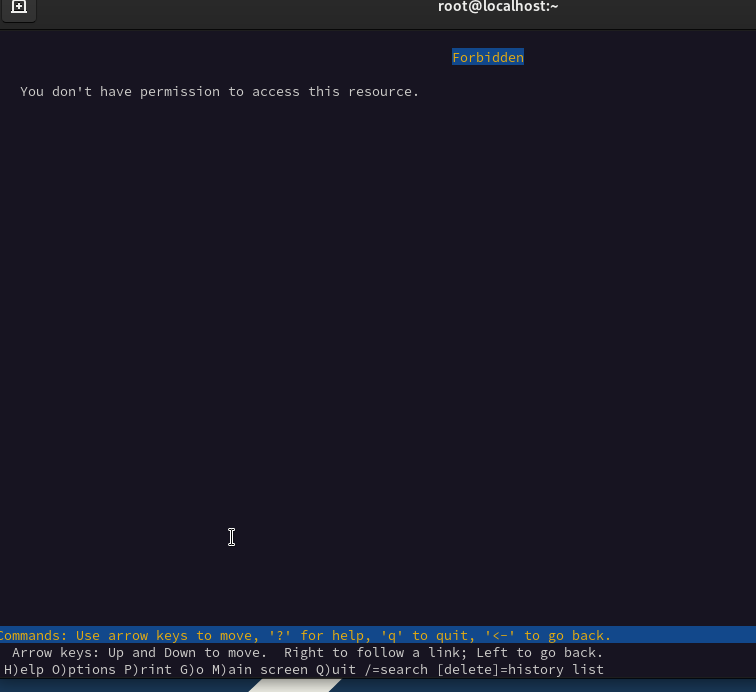 root@localhost:~
Forbidden
You don't have permission to access this resource.
Commands: Use arrow keys to move, '?' for help, 'q' to quit, '<-' to go back.
Arrow keys: Up and Down to move.  Right to follow a link; Left to go back.
H)elp O)ptions P)rint G)o M)ain screen Q)uit /=search [delete]=history list